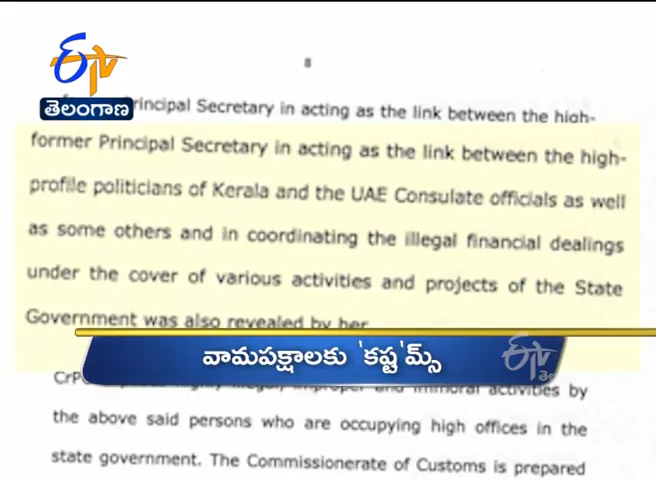 ETV
తెలంగాణ
8
Principal Secretary in acting as the link between the high-
former Principal Secretary in acting as the link between the high-
profile politicians of Kerala and the UAE Consulate officials as well
as some others and in coordinating the illegal financial dealings
under the cover of various activities and projects of the State
Government was also revealed by her
వామపక్షాలకు 'కష్ట'మ్స్
ETV
immoral activities by
the above said persons who are occupying high offices in the
state government. The Commissionerate of Customs is prepared